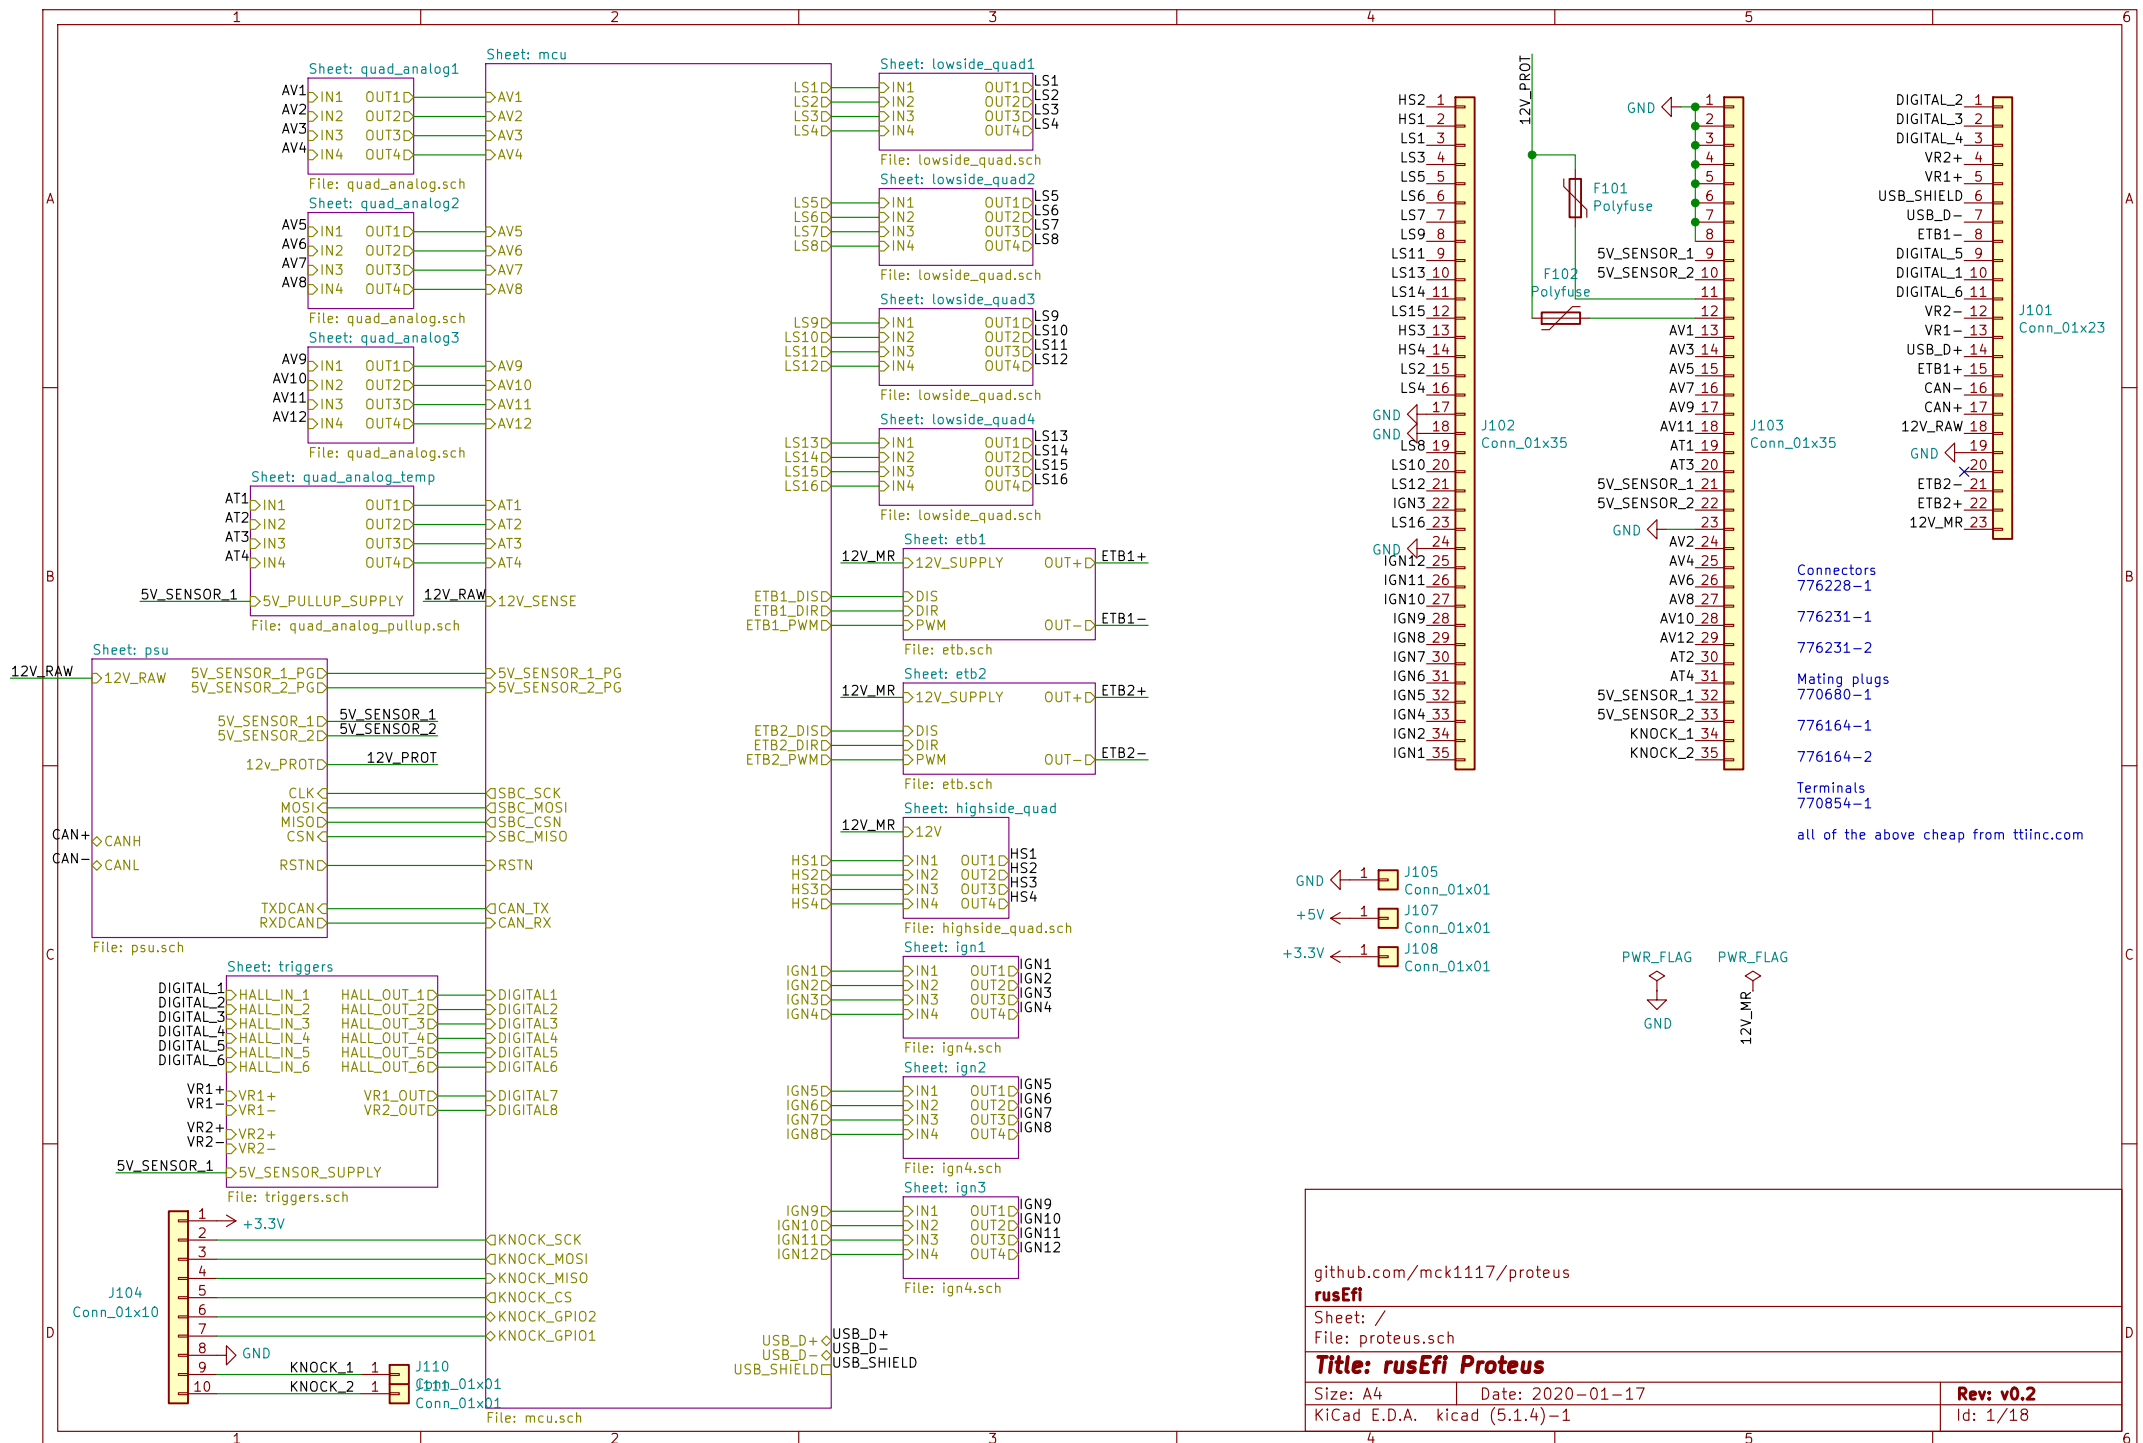 1 2 3 4 5 6
A
B
C
D
Sheet: quad_analog1
AV1 IN1 OUT1 AV1
AV2 IN2 OUT2 AV2
AV3 IN3 OUT3 AV3
AV4 IN4 OUT4 AV4
File: quad_analog.sch
Sheet: quad_analog2
AV5 IN1 OUT1 AV5
AV6 IN2 OUT2 AV6
AV7 IN3 OUT3 AV7
AV8 IN4 OUT4 AV8
File: quad_analog.sch
Sheet: quad_analog3
AV9 IN1 OUT1 AV9
AV10 IN2 OUT2 AV10
AV11 IN3 OUT3 AV11
AV12 IN4 OUT4 AV12
File: quad_analog.sch
Sheet: quad_analog_temp
AT1 IN1 OUT1 AT1
AT2 IN2 OUT2 AT2
AT3 IN3 OUT3 AT3
AT4 IN4 OUT4 AT4
5V_SENSOR_1 5V_PULLUP_SUPPLY
12V_RAW 12V_SENSE
File: quad_analog_pullup.sch
Sheet: psu
12V_RAW 12V_RAW
5V_SENSOR_1_PG 5V_SENSOR_1_PG
5V_SENSOR_2_PG 5V_SENSOR_2_PG
5V_SENSOR_1 5V_SENSOR_1
5V_SENSOR_2 5V_SENSOR_2
12v_PROT 12V_PROT
CLK SBC_SCK
MOSI SBC_MOSI
MISO SBC_CSN
CSN SBC_MISO
CAN+ CANH
CAN- CANL
RSTN RSTN
TXDCAN CAN_TX
RXDCAN CAN_RX
File: psu.sch
Sheet: triggers
DIGITAL_1 HALL_IN_1 HALL_OUT_1 DIGITAL1
DIGITAL_2 HALL_IN_2 HALL_OUT_2 DIGITAL2
DIGITAL_3 HALL_IN_3 HALL_OUT_3 DIGITAL3
DIGITAL_4 HALL_IN_4 HALL_OUT_4 DIGITAL4
DIGITAL_5 HALL_IN_5 HALL_OUT_5 DIGITAL5
DIGITAL_6 HALL_IN_6 HALL_OUT_6 DIGITAL6
VR1+ VR1+ VR1_OUT DIGITAL7
VR1- VR1- VR2_OUT DIGITAL8
VR2+ VR2+
VR2- VR2-
5V_SENSOR_1 5V_SENSOR_SUPPLY
File: triggers.sch
J104
Conn_01x10
1 +3.3V
2 KNOCK_SCK
3 KNOCK_MOSI
4 KNOCK_MISO
5 KNOCK_CS
6 KNOCK_GPIO2
7 KNOCK_GPIO1
8 GND
9 KNOCK_1 1 J110
Conn_01x01
10 KNOCK_2 1 J111
Conn_01x01
Sheet: mcu
File: mcu.sch
Sheet: lowside_quad1
LS1 IN1 OUT1 LS1
LS2 IN2 OUT2 LS2
LS3 IN3 OUT3 LS3
LS4 IN4 OUT4 LS4
File: lowside_quad.sch
Sheet: lowside_quad2
LS5 IN1 OUT1 LS5
LS6 IN2 OUT2 LS6
LS7 IN3 OUT3 LS7
LS8 IN4 OUT4 LS8
File: lowside_quad.sch
Sheet: lowside_quad3
LS9 IN1 OUT1 LS9
LS10 IN2 OUT2 LS10
LS11 IN3 OUT3 LS11
LS12 IN4 OUT4 LS12
File: lowside_quad.sch
Sheet: lowside_quad4
LS13 IN1 OUT1 LS13
LS14 IN2 OUT2 LS14
LS15 IN3 OUT3 LS15
LS16 IN4 OUT4 LS16
File: lowside_quad.sch
Sheet: etb1
12V_MR 12V_SUPPLY OUT+ ETB1+
ETB1_DIS DIS
ETB1_DIR DIR
ETB1_PWM PWM OUT- ETB1-
File: etb.sch
Sheet: etb2
12V_MR 12V_SUPPLY OUT+ ETB2+
ETB2_DIS DIS
ETB2_DIR DIR
ETB2_PWM PWM OUT- ETB2-
File: etb.sch
Sheet: highside_quad
12V_MR 12V
HS1 IN1 OUT1 HS1
HS2 IN2 OUT2 HS2
HS3 IN3 OUT3 HS3
HS4 IN4 OUT4 HS4
File: highside_quad.sch
Sheet: ign1
IGN1 IN1 OUT1 IGN1
IGN2 IN2 OUT2 IGN2
IGN3 IN3 OUT3 IGN3
IGN4 IN4 OUT4 IGN4
File: ign4.sch
Sheet: ign2
IGN5 IN1 OUT1 IGN5
IGN6 IN2 OUT2 IGN6
IGN7 IN3 OUT3 IGN7
IGN8 IN4 OUT4 IGN8
File: ign4.sch
Sheet: ign3
IGN9 IN1 OUT1 IGN9
IGN10 IN2 OUT2 IGN10
IGN11 IN3 OUT3 IGN11
IGN12 IN4 OUT4 IGN12
File: ign4.sch
USB_D+ USB_D+
USB_D- USB_D-
USB_SHIELD USB_SHIELD
HS2 1
HS1 2
LS1 3
LS3 4
LS5 5
LS6 6
LS7 7
LS9 8
LS11 9
LS13 10
LS14 11
LS15 12
HS3 13
HS4 14
LS2 15
LS4 16
GND 17
GND 18
LS8 19
LS10 20
LS12 21
IGN3 22
LS16 23
GND 24
IGN12 25
IGN11 26
IGN10 27
IGN9 28
IGN8 29
IGN7 30
IGN6 31
IGN5 32
IGN4 33
IGN2 34
IGN1 35
J102
Conn_01x35
12V_PROT
F101
Polyfuse
F102
Polyfuse
GND 1
2
3
4
5
6
7
8
5V_SENSOR_1 9
5V_SENSOR_2 10
11
12
AV1 13
AV3 14
AV5 15
AV7 16
AV9 17
AV11 18
AT1 19
AT3 20
5V_SENSOR_1 21
5V_SENSOR_2 22
GND 23
AV2 24
AV4 25
AV6 26
AV8 27
AV10 28
AV12 29
AT2 30
AT4 31
5V_SENSOR_1 32
5V_SENSOR_2 33
KNOCK_1 34
KNOCK_2 35
J103
Conn_01x35
DIGITAL_2 1
DIGITAL_3 2
DIGITAL_4 3
VR2+ 4
VR1+ 5
USB_SHIELD 6
USB_D- 7
ETB1- 8
DIGITAL_5 9
DIGITAL_1 10
DIGITAL_6 11
VR2- 12
VR1- 13
USB_D+ 14
ETB1+ 15
CAN- 16
CAN+ 17
12V_RAW 18
GND 19
20
ETB2- 21
ETB2+ 22
12V_MR 23
J101
Conn_01x23
Connectors
776228-1
776231-1
776231-2
Mating plugs
770680-1
776164-1
776164-2
Terminals
770854-1
all of the above cheap from ttiinc.com
GND 1 J105
Conn_01x01
+5V 1 J107
Conn_01x01
+3.3V 1 J108
Conn_01x01
PWR_FLAG PWR_FLAG
GND
12V_MR
github.com/mck1117/proteus
rusEfi
Sheet: /
File: proteus.sch
Title: rusEfi Proteus
Size: A4 Date: 2020-01-17 Rev: v0.2
KiCad E.D.A. kicad (5.1.4)-1 Id: 1/18
A
B
C
D
1 2 3 4 5 6